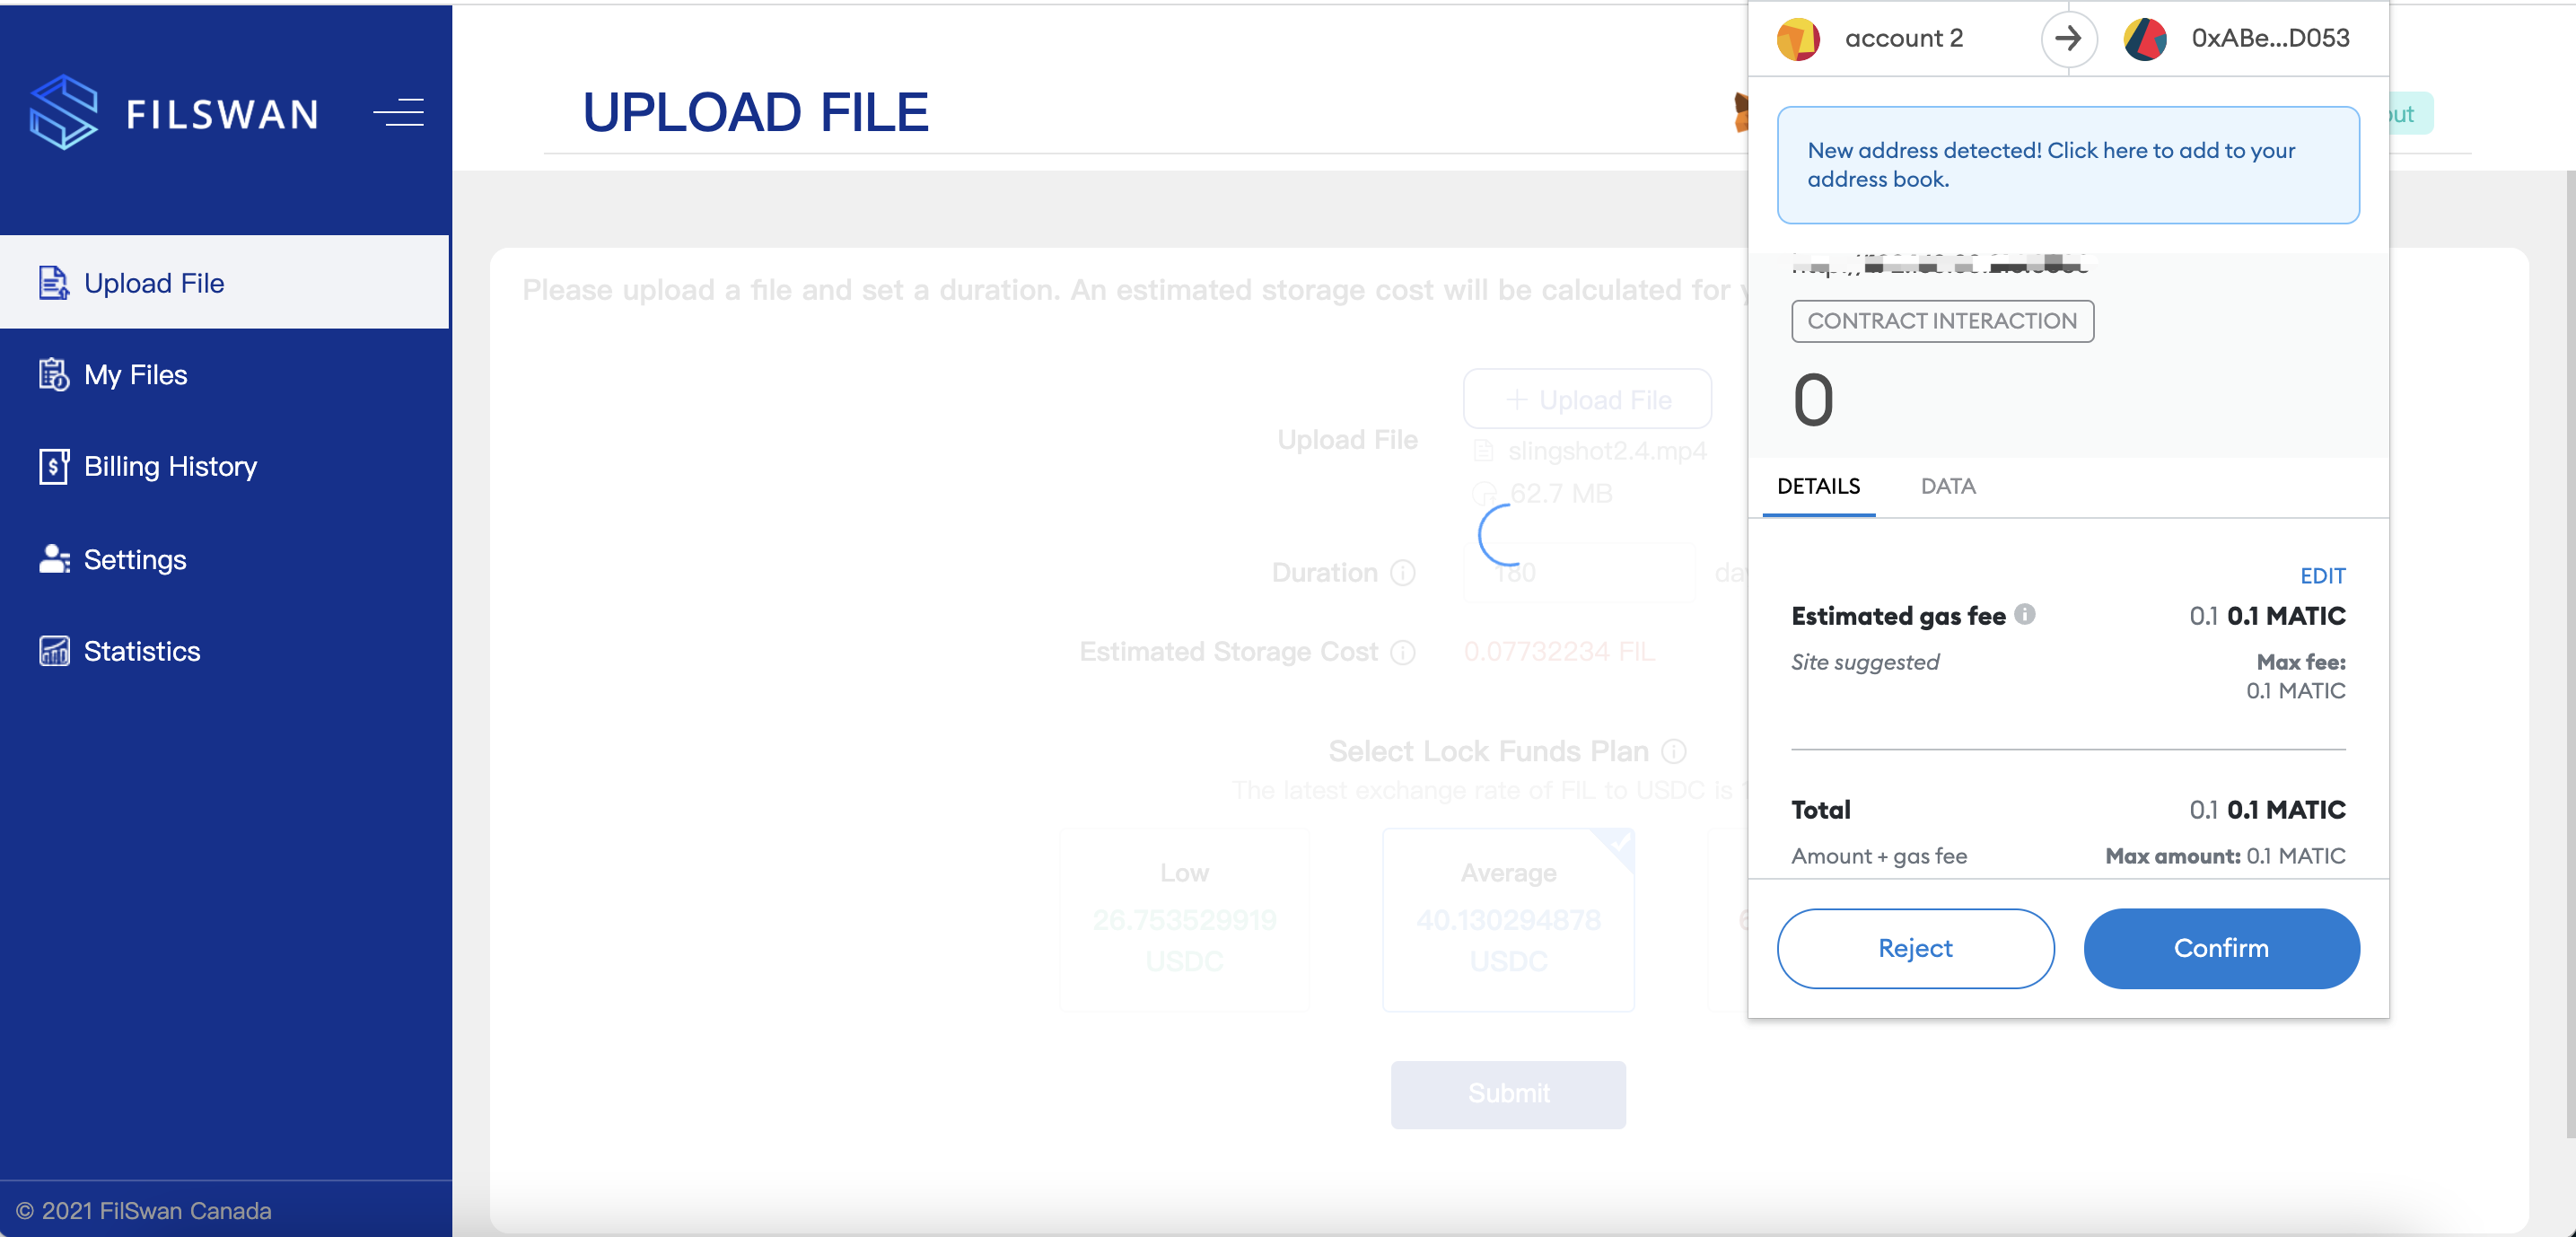 FILSWAN
Upload File
My Files
Billing History
Settings
Statistics
© 2021 FilSwan Canada
UPLOAD FILE
Please upload a file and set a duration. An estimated storage cost will be calculated for
Upload File
+ Upload File
slingshot2.4.mp4
62.7 MB
Duration
180
Estimated Storage Cost
0.07732234 FIL
Select Lock Funds Plan
The latest exchange rate of FIL to USDC is
Low
26.753529919
USDC
Average
40.130294878
USDC
Submit
account 2
0xABe...D053
New address detected! Click here to add to your
address book.
CONTRACT INTERACTION
0
DETAILS
DATA
EDIT
Estimated gas fee
0.1 0.1 MATIC
Site suggested
Max fee:
0.1 MATIC
Total
0.1 0.1 MATIC
Amount + gas fee
Max amount: 0.1 MATIC
Reject
Confirm